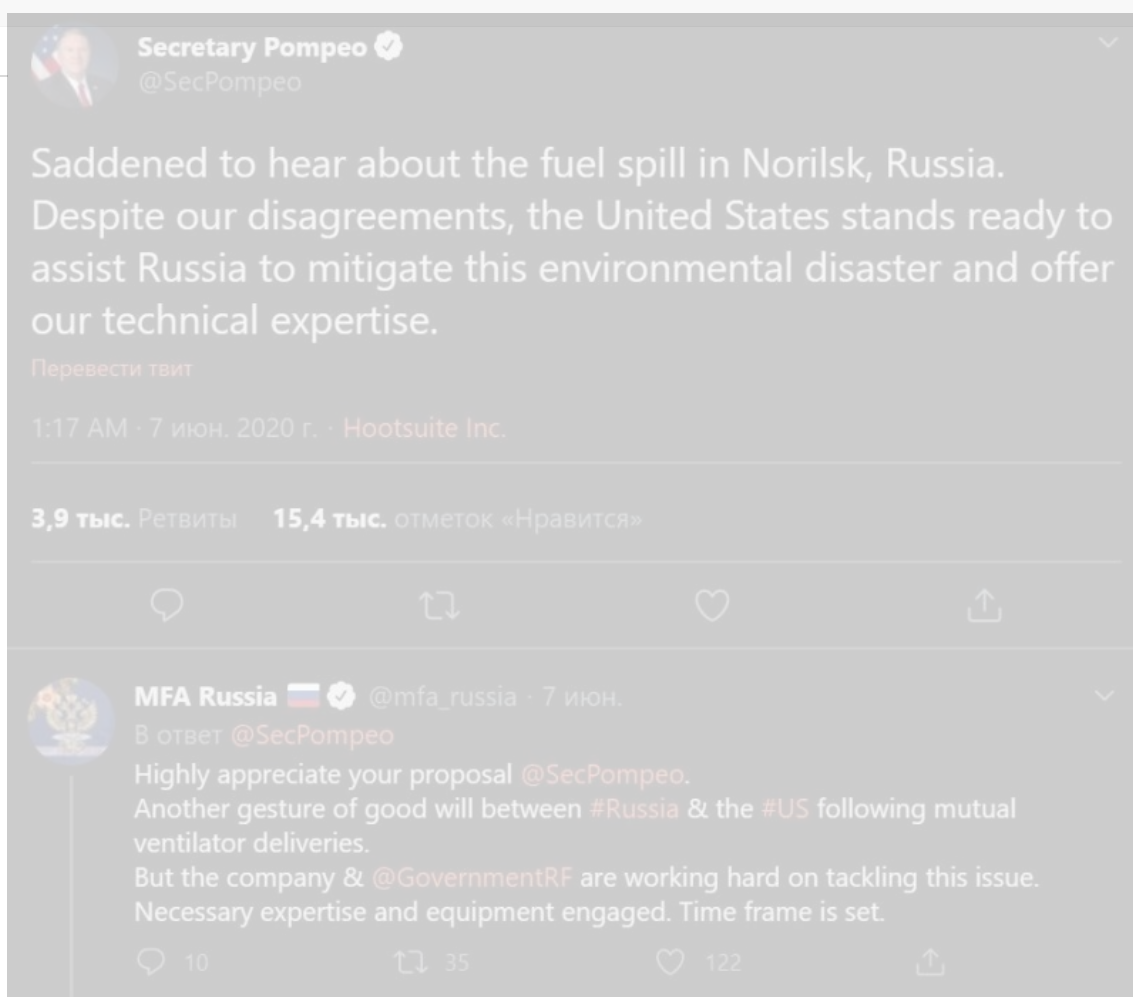 Secretary Pompeo
@SecPompeo
Saddened to hear about the fuel spill in Norilsk, Russia.
Despite our disagreements, the United States stands ready to
assist Russia to mitigate this environmental disaster and offer
our technical expertise.
Перевести твит
1:17 AM · 7 июн. 2020 г. · Hootsuite Inc.
3,9 тыс. Ретвиты 15,4 тыс. отметок «Нравится»
MFA Russia @mfa_russia · 7 июн.
В ответ @SecPompeo
Highly appreciate your proposal @SecPompeo.
Another gesture of good will between #Russia & the #US following mutual
ventilator deliveries.
But the company & @GovernmentRF are working hard on tackling this issue.
Necessary expertise and equipment engaged. Time frame is set.
10 35 122